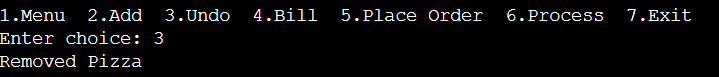 1.Menu  2.Add  3.Undo  4.Bill  5.Place Order  6.Process  7.Exit
Enter choice: 3
Removed Pizza